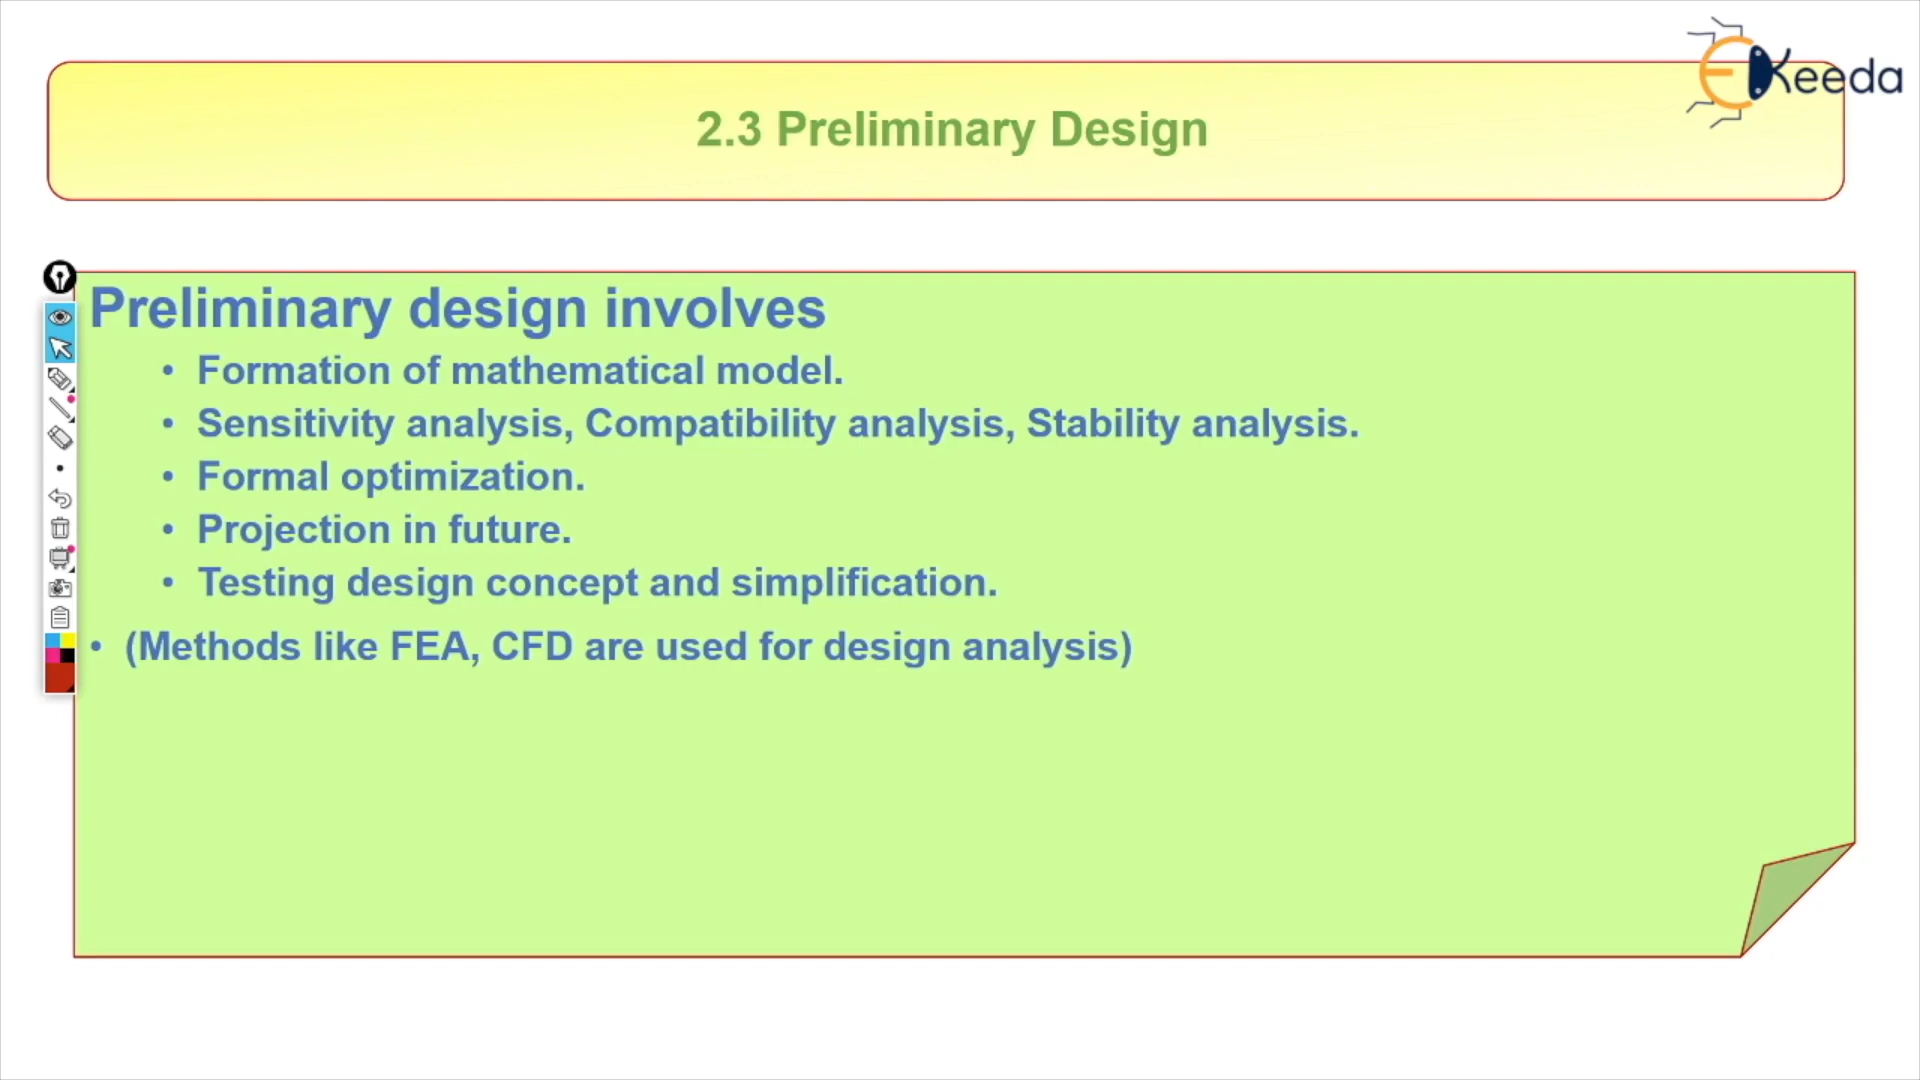 EKeeda
2.3 Preliminary Design
Preliminary design involves
• Formation of mathematical model.
• Sensitivity analysis, Compatibility analysis, Stability analysis.
• Formal optimization.
• Projection in future.
• Testing design concept and simplification.
• (Methods like FEA, CFD are used for design analysis)